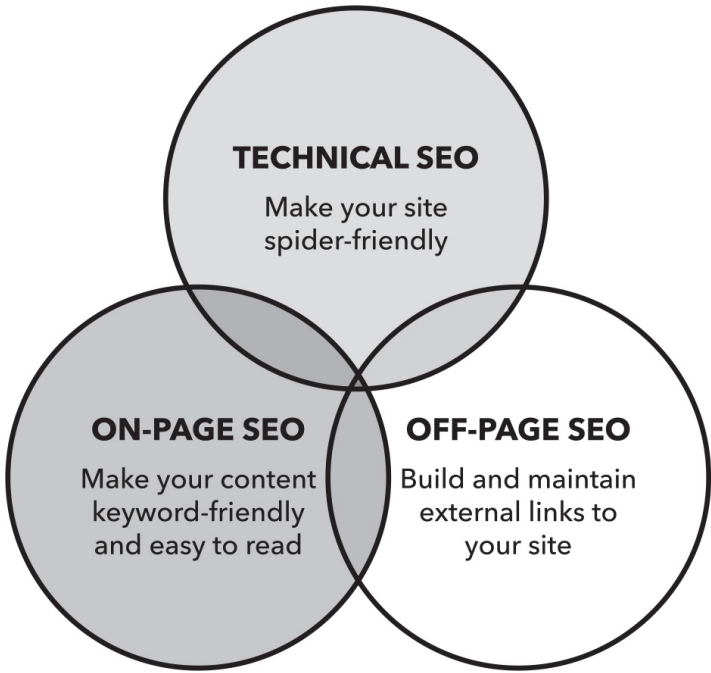 TECHNICAL SEO
Make your site
spider-friendly
ON-PAGE SEO
Make your content
keyword-friendly
and easy to read
OFF-PAGE SEO
Build and maintain
external links to
your site